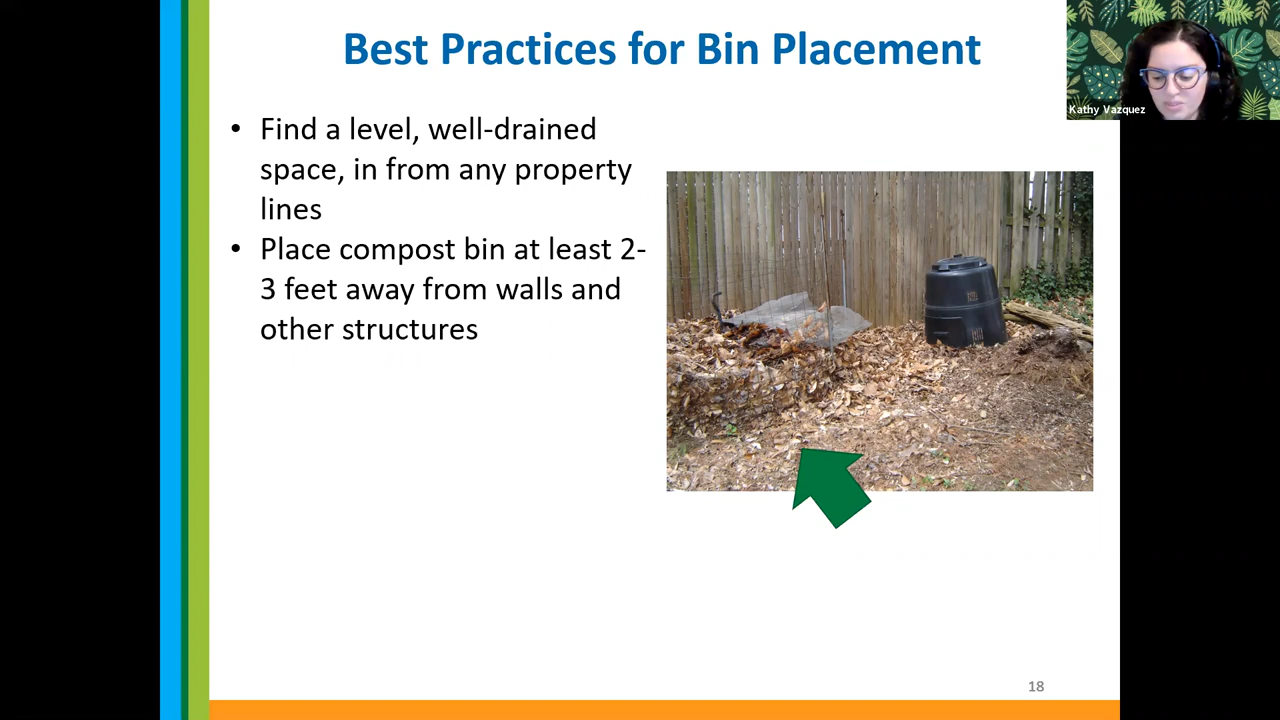 Best Practices for Bin Placement
Kathy Vazquez
• Find a level, well-drained
space, in from any property
lines
• Place compost bin at least 2-
3 feet away from walls and
other structures
18